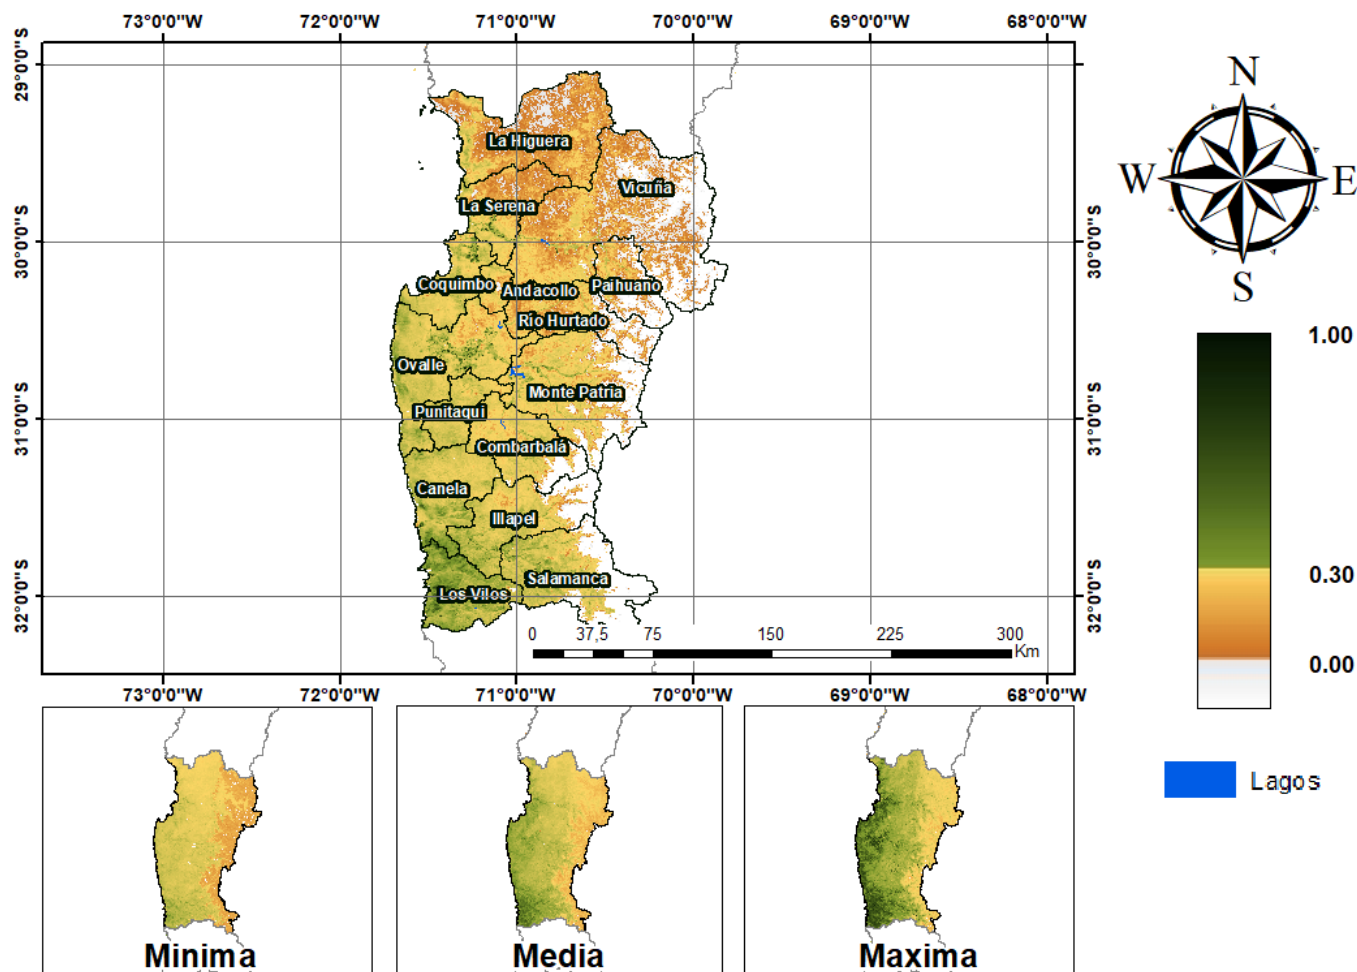 73°0'0"W 72°0'0"W 71°0'0"W 70°0'0"W 69°0'0"W 68°0'0"W
29°0'0"S
30°0'0"S
31°0'0"S
32°0'0"S
La Higuera
Vicuña
La Serena
Coquimbo
Andacollo
Paihuano
Río Hurtado
Ovalle
Monte Patria
Punitaqui
Combarbalá
Canela
Illapel
Salamanca
Los Vilos
0 37,5 75 150 225 300
Km
29°0'0"S
30°0'0"S
31°0'0"S
32°0'0"S
73°0'0"W 72°0'0"W 71°0'0"W 70°0'0"W 69°0'0"W 68°0'0"W
N
W E
S
1.00
0.30
0.00
Lagos
Minima
Media
Maxima